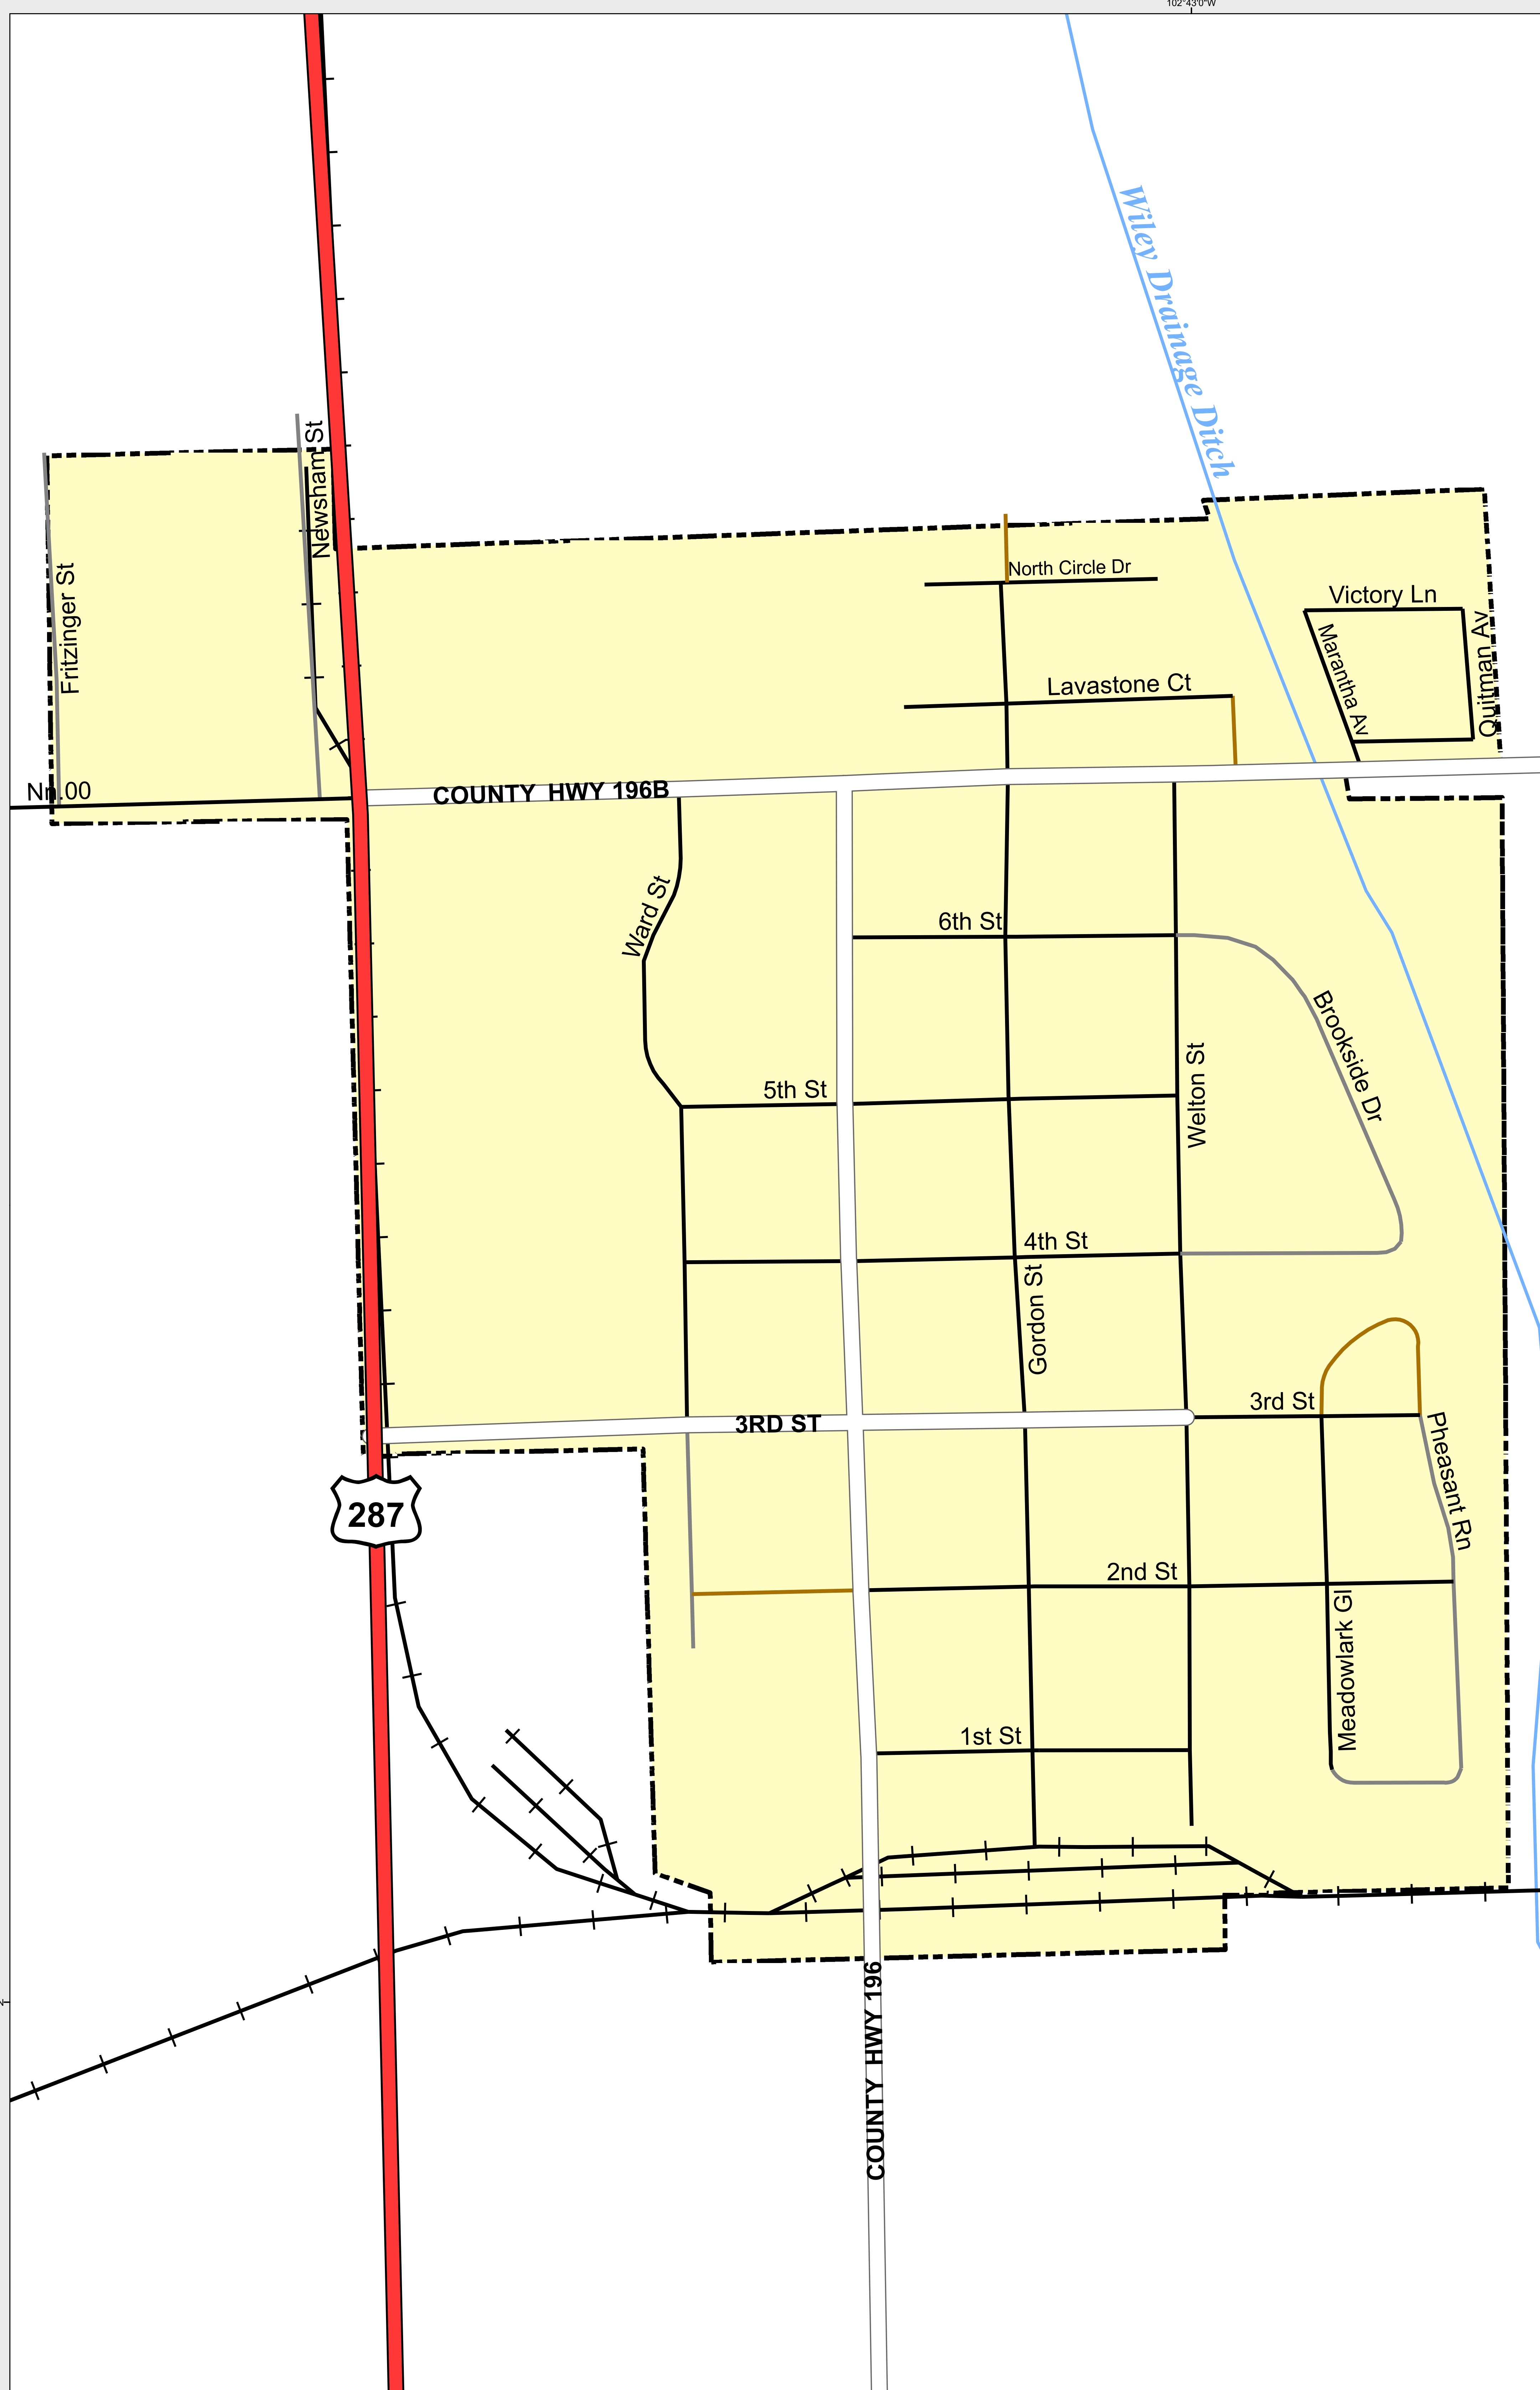 102°43'0"W
Wiley Drainage Ditch
Newsham St
Fritzinger St
North Circle Dr
Victory Ln
Marantha Av
Quitman Av
Lavastone Ct
Nn.00
COUNTY HWY 196B
Ward St
6th St
Brookside Dr
Welton St
5th St
4th St
Gordon St
3rd St
3RD ST
Pheasant Rn
287
2nd St
Meadowlark Gl
1st St
COUNTY HWY 196